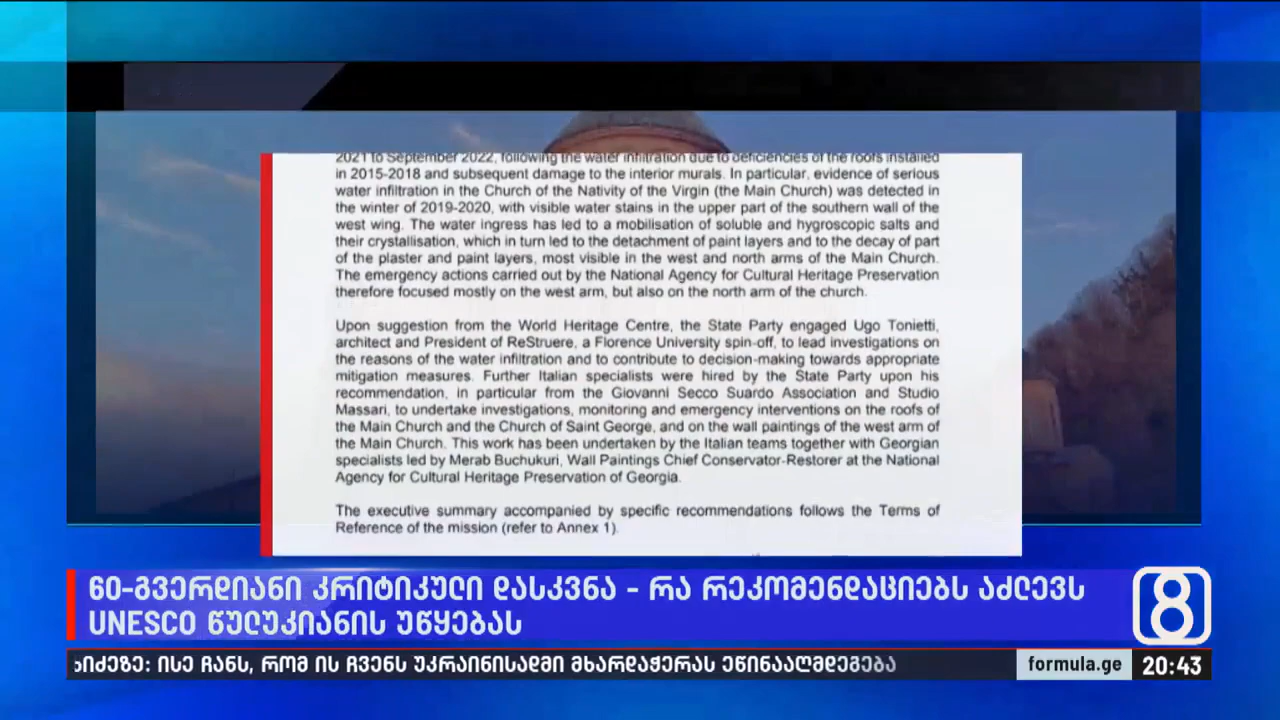 2021 to September 2022, following the water infiltration due to deficiencies of the roofs installed
in 2015-2018 and subsequent damage to the interior murals. In particular, evidence of serious
water infiltration in the Church of the Nativity of the Virgin (the Main Church) was detected in
the winter of 2019-2020, with visible water stains in the upper part of the southern wall of the
west wing. The water ingress has led to a mobilisation of soluble and hygroscopic salts and
their crystallisation, which in turn led to the detachment of paint layers and to the decay of part
of the plaster and paint layers, most visible in the west and north arms of the Main Church.
The emergency actions carried out by the National Agency for Cultural Heritage Preservation
therefore focused mostly on the west arm, but also on the north arm of the church.
Upon suggestion from the World Heritage Centre, the State Party engaged Ugo Tonietti,
architect and President of ReStruere, a Florence University spin-off, to lead investigations on
the reasons of the water infiltration and to contribute to decision-making towards appropriate
mitigation measures. Further Italian specialists were hired by the State Party upon his
recommendation, in particular from the Giovanni Secco Suardo Association and Studio
Massari, to undertake investigations, monitoring and emergency interventions on the roofs of
the Main Church and the Church of Saint George, and on the wall paintings of the west arm of
the Main Church. This work has been undertaken by the Italian teams together with Georgian
specialists led by Merab Buchukuri, Wall Paintings Chief Conservator-Restorer at the National
Agency for Cultural Heritage Preservation of Georgia.
The executive summary accompanied by specific recommendations follows the Terms of
Reference of the mission (refer to Annex 1).
60-გვერდიანი კრიტიკული დასკვნა - რა რეკომენდაციებს აძლევს
UNESCO წულუკიანის უწყებას
8
ხიძეზე: ისე ჩანს, რომ ის ჩვენს უკრაინისადმი მხარდაჭერას ეწინააღმდეგება
formula.ge
20:43